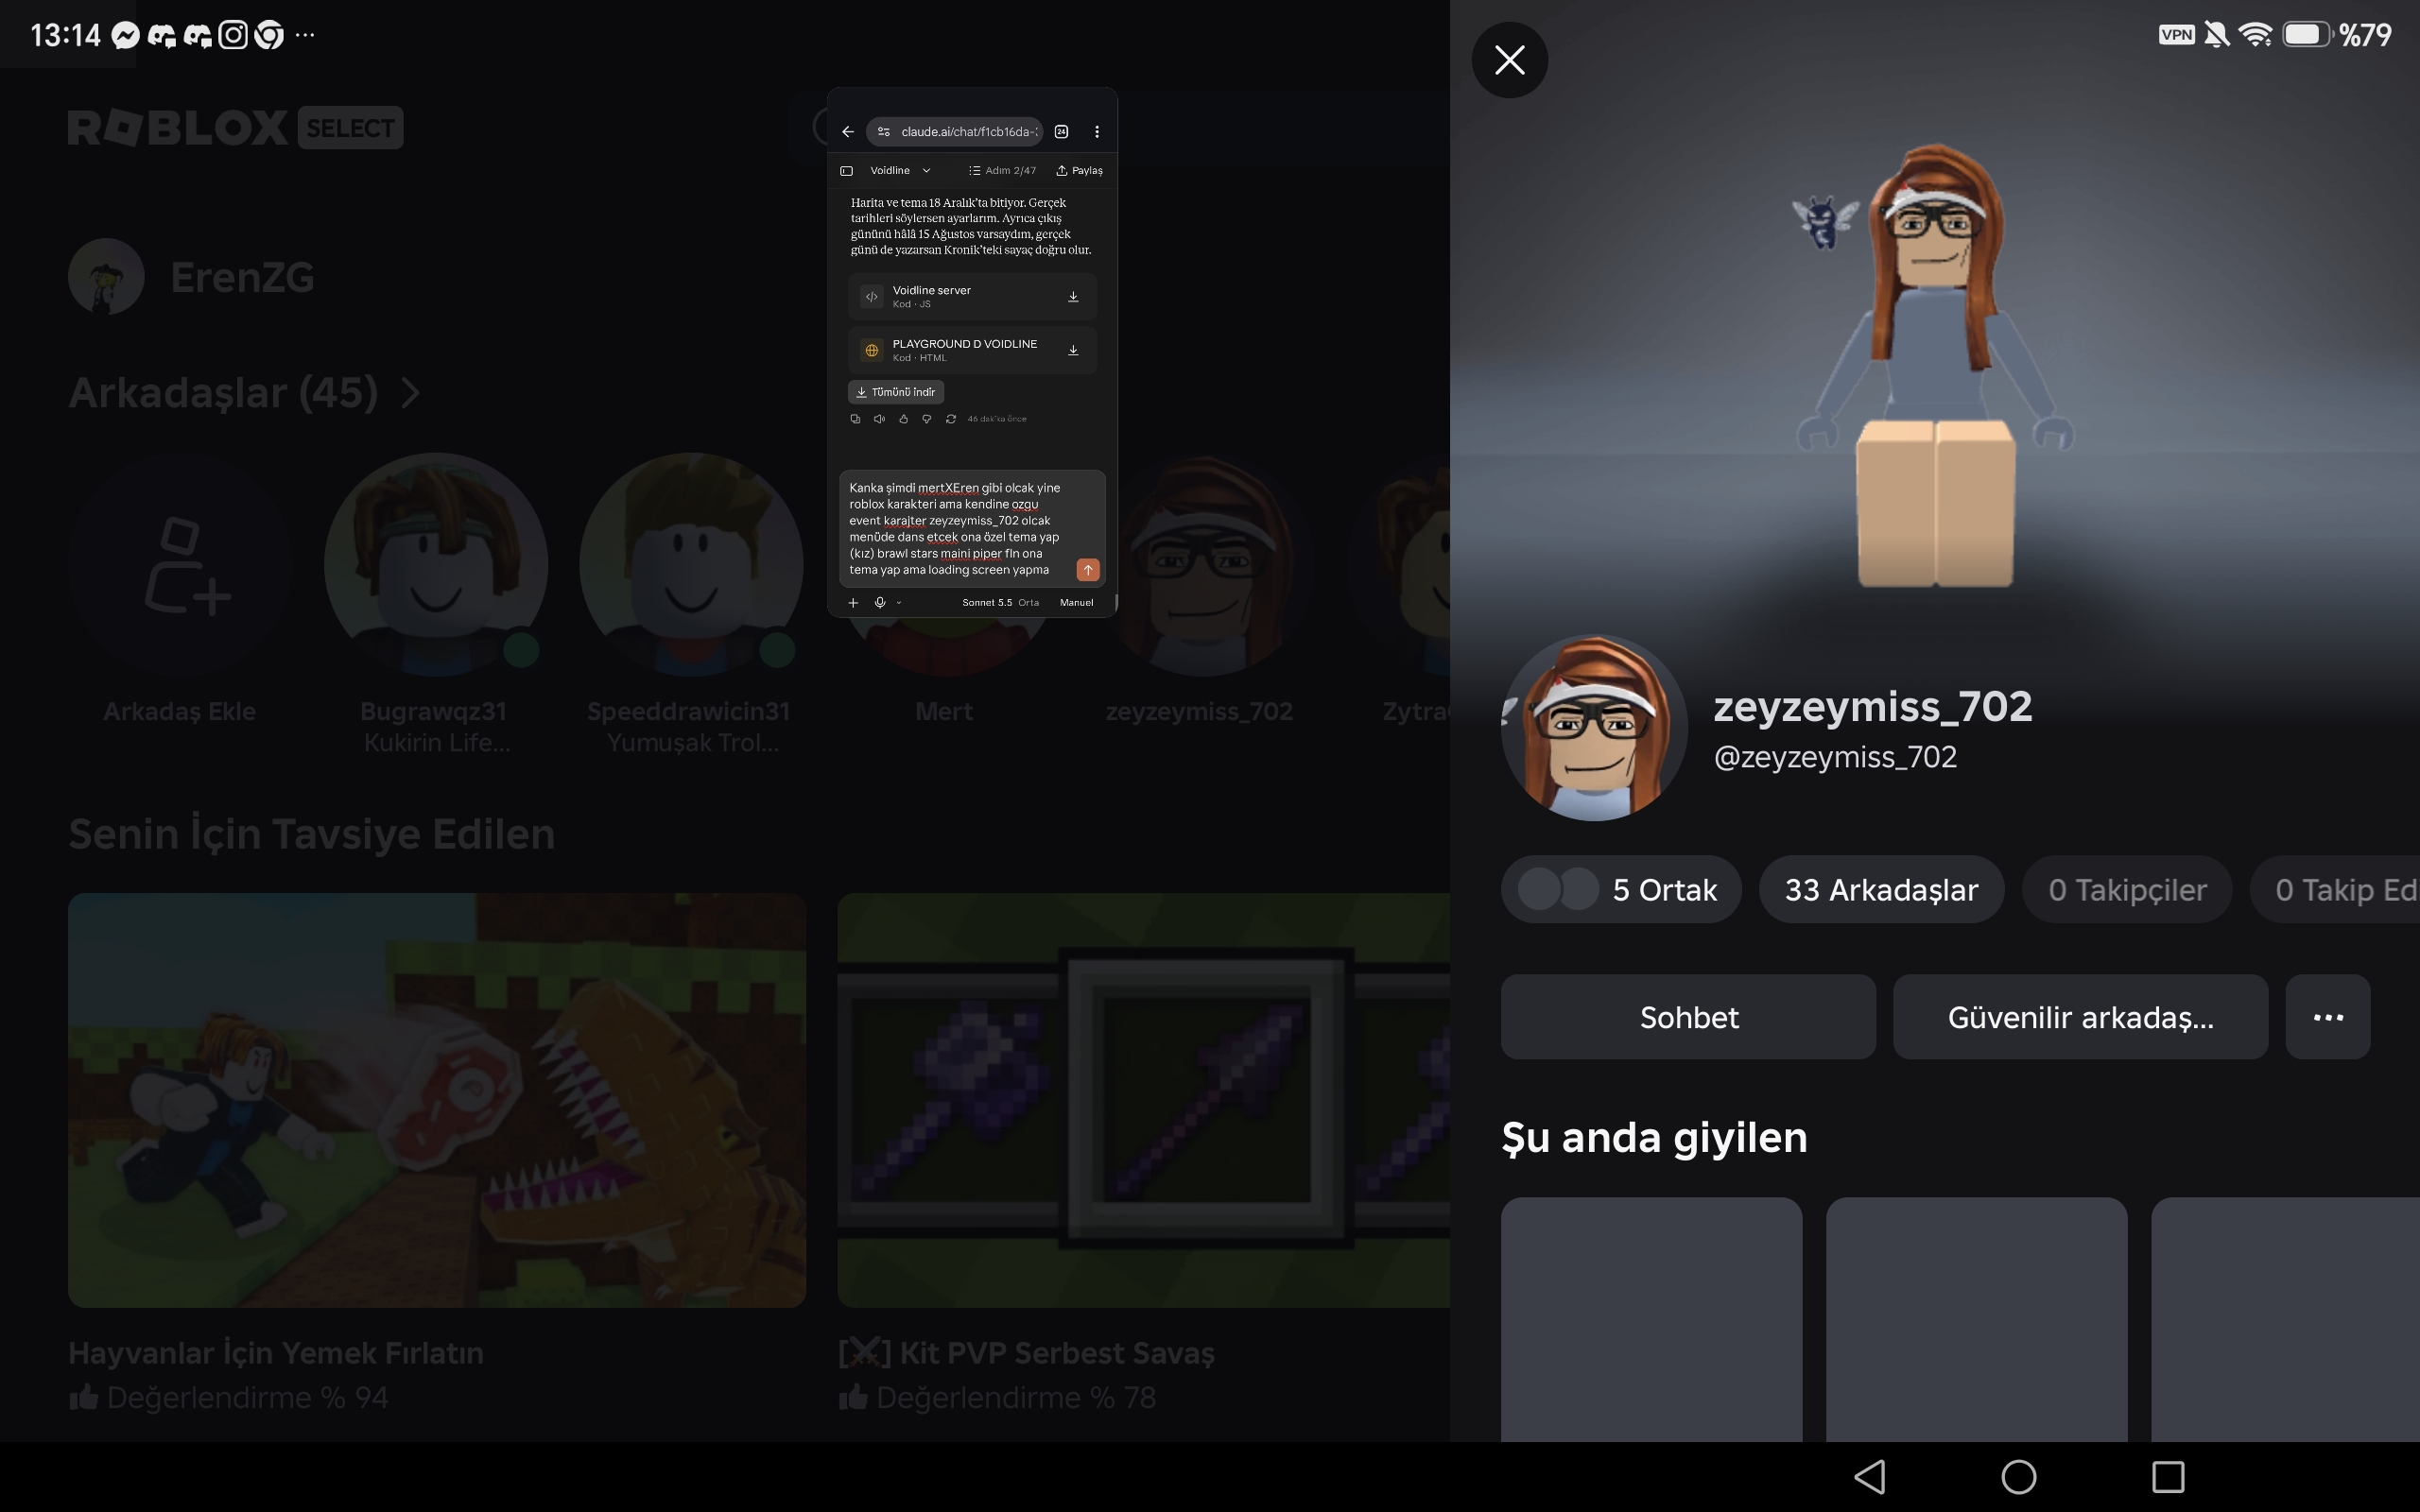 13:14
VPN
%79
ROBLOX SELECT
ErenZG
Arkadaşlar (45)
Arkadaş Ekle
Bugrawqz31
Kukirin Life...
Speeddrawicin31
Yumuşak Trol...
Mert
zeyzeymiss_702
Senin İçin Tavsiye Edilen
Hayvanlar İçin Yemek Fırlatın
Değerlendirme % 94
[⚔] Kit PVP Serbest Savaş
Değerlendirme % 78
claude.ai/chat/f1cb16da-
24
Voidline
Adım 2/47
Paylaş
Harita ve tema 18 Aralık'ta bitiyor. Gerçek
tarihleri söylersen ayarlarım. Ayrıca çıkış
gününü hâlâ 15 Ağustos varsaydım, gerçek
günü de yazarsan Kronik'teki sayaç doğru olur.
Voidline server
Kod - JS
PLAYGROUND D VOIDLINE
Kod - HTML
Tümünü indir
46 dakika önce
Kanka şimdi mertXEren gibi olcak yine
roblox karakteri ama kendine ozgu
event karajter zeyzeymiss_702 olcak
menüde dans etcek ona özel tema yap
(kız) brawl stars maini piper fln ona
tema yap ama loading screen yapma
Sonnet 5.5 Orta
Manuel
zeyzeymiss_702
@zeyzeymiss_702
5 Ortak
33 Arkadaşlar
0 Takipçiler
0 Takip Ed
Sohbet
Güvenilir arkadaş...
Şu anda giyilen